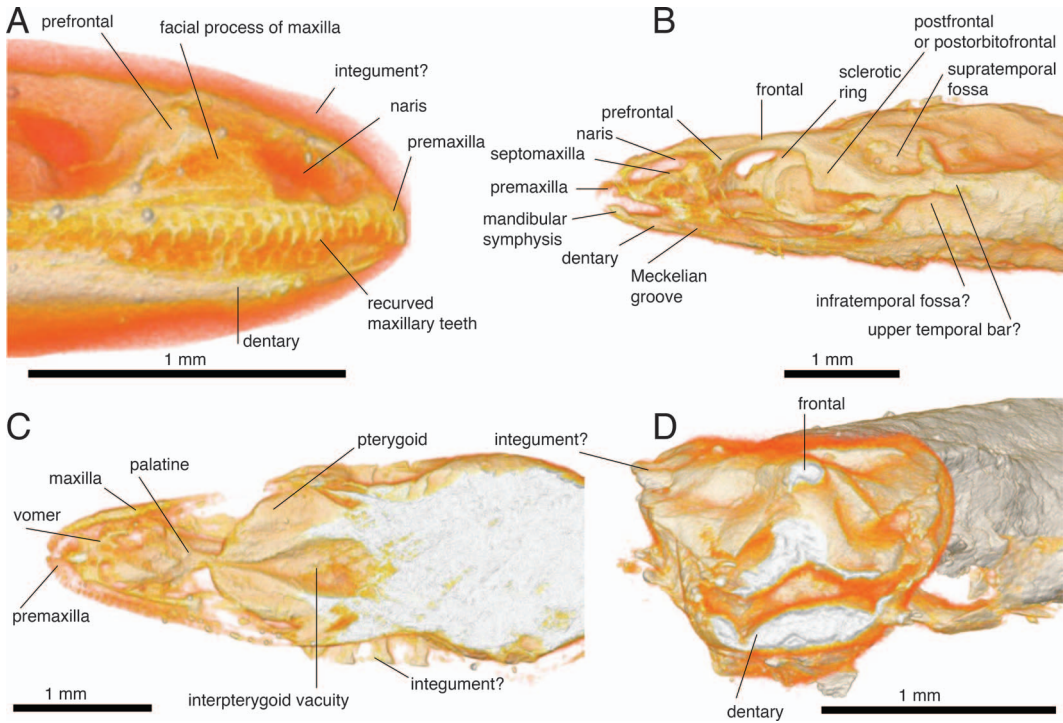 A
prefrontal
facial process of maxilla
integument?
naris
premaxilla
recurved
maxillary teeth
dentary
1 mm
B
postfrontal
or postorbitofrontal
supratemporal
fossa
sclerotic
ring
frontal
prefrontal
naris
septomaxilla
premaxilla
mandibular
symphysis
dentary
Meckelian
groove
infratemporal fossa?
upper temporal bar?
1 mm
C
pterygoid
palatine
maxilla
vomer
premaxilla
integument?
interpterygoid vacuity
1 mm
D
frontal
integument?
dentary
1 mm